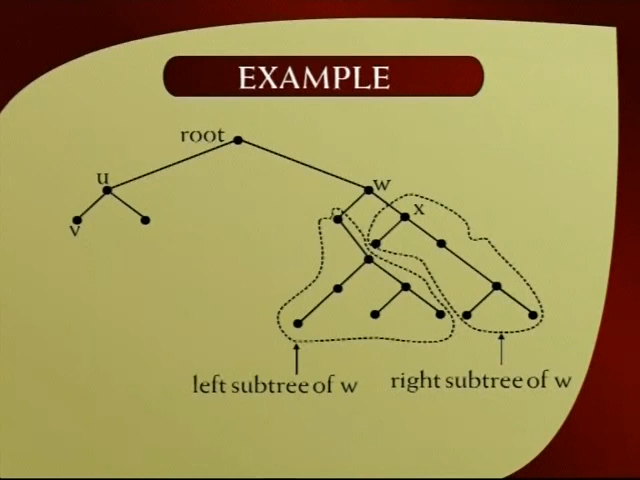 EXAMPLE
root
u
w
v
x
left subtree of w
right subtree of w